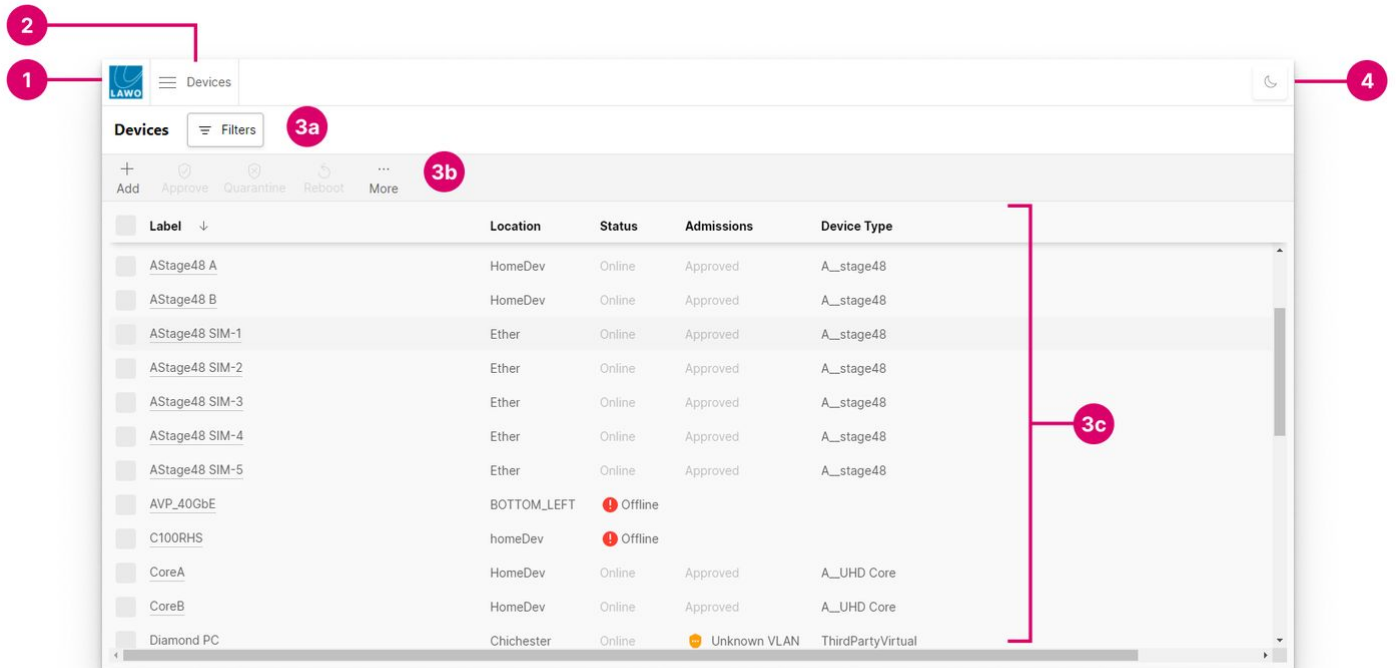 2
1
LAWO
Devices
4
Devices
Filters
3a
Add
Approve
Quarantine
Reboot
More
3b
Label Location Status Admissions Device Type
AStage48 A HomeDev Online Approved A__stage48
AStage48 B HomeDev Online Approved A__stage48
AStage48 SIM-1 Ether Online Approved A__stage48
AStage48 SIM-2 Ether Online Approved A__stage48
AStage48 SIM-3 Ether Online Approved A__stage48
3c
AStage48 SIM-4 Ether Online Approved A__stage48
AStage48 SIM-5 Ether Online Approved A__stage48
AVP_40GbE BOTTOM_LEFT Offline
C100RHS homeDev Offline
CoreA HomeDev Online Approved A__UHD Core
CoreB HomeDev Online Approved A__UHD Core
Diamond PC Chichester Online Unknown VLAN ThirdPartyVirtual